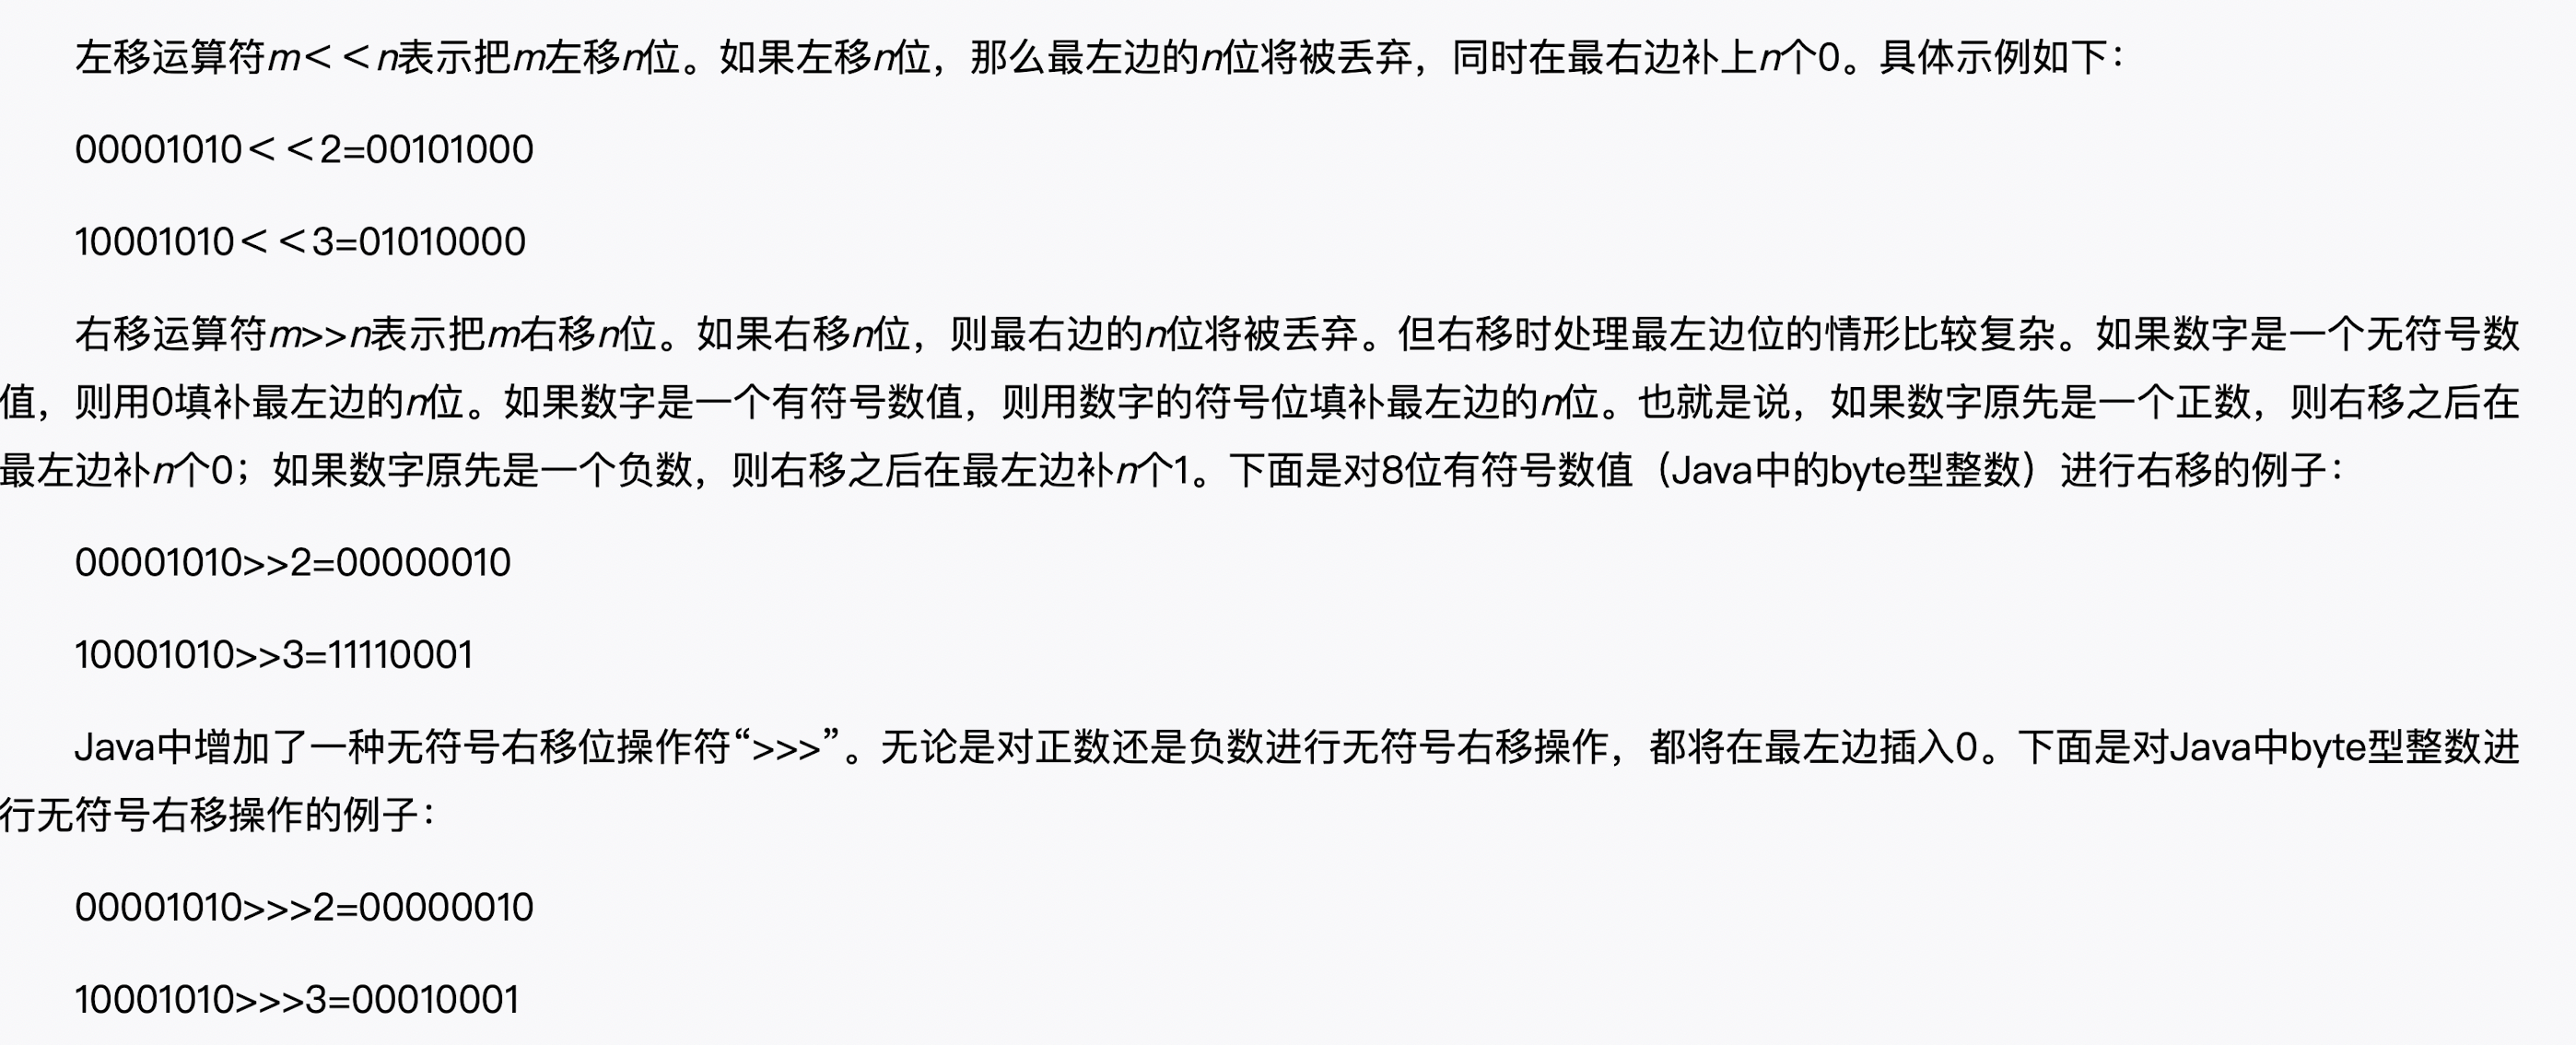 左移运算符m＜＜n表示把m左移n位。如果左移n位，那么最左边的n位将被丢弃，同时在最右边补上n个0。具体示例如下：
00001010＜＜2=00101000
10001010＜＜3=01010000
右移运算符m>>n表示把m右移n位。如果右移n位，则最右边的n位将被丢弃。但右移时处理最左边位的情形比较复杂。如果数字是一个无符号数
值，则用0填补最左边的n位。如果数字是一个有符号数值，则用数字的符号位填补最左边的n位。也就是说，如果数字原先是一个正数，则右移之后在
最左边补n个0；如果数字原先是一个负数，则右移之后在最左边补n个1。下面是对8位有符号数值（Java中的byte型整数）进行右移的例子：
00001010>>2=00000010
10001010>>3=11110001
Java中增加了一种无符号右移位操作符“>>>”。无论是对正数还是负数进行无符号右移操作，都将在最左边插入0。下面是对Java中byte型整数进
行无符号右移操作的例子：
00001010>>>2=00000010
10001010>>>3=00010001